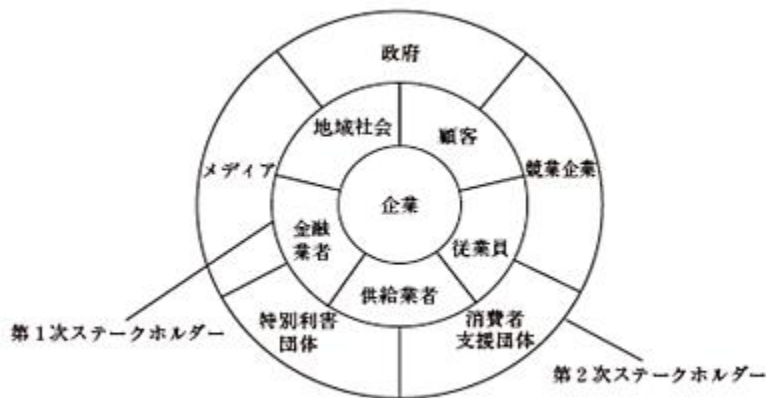 政府
地域社会
顧客
メディア
競業企業
企業
金融
業者
従業員
供給業者
特別利害
団体
消費者
支援団体
第1次ステークホルダー
第2次ステークホルダー